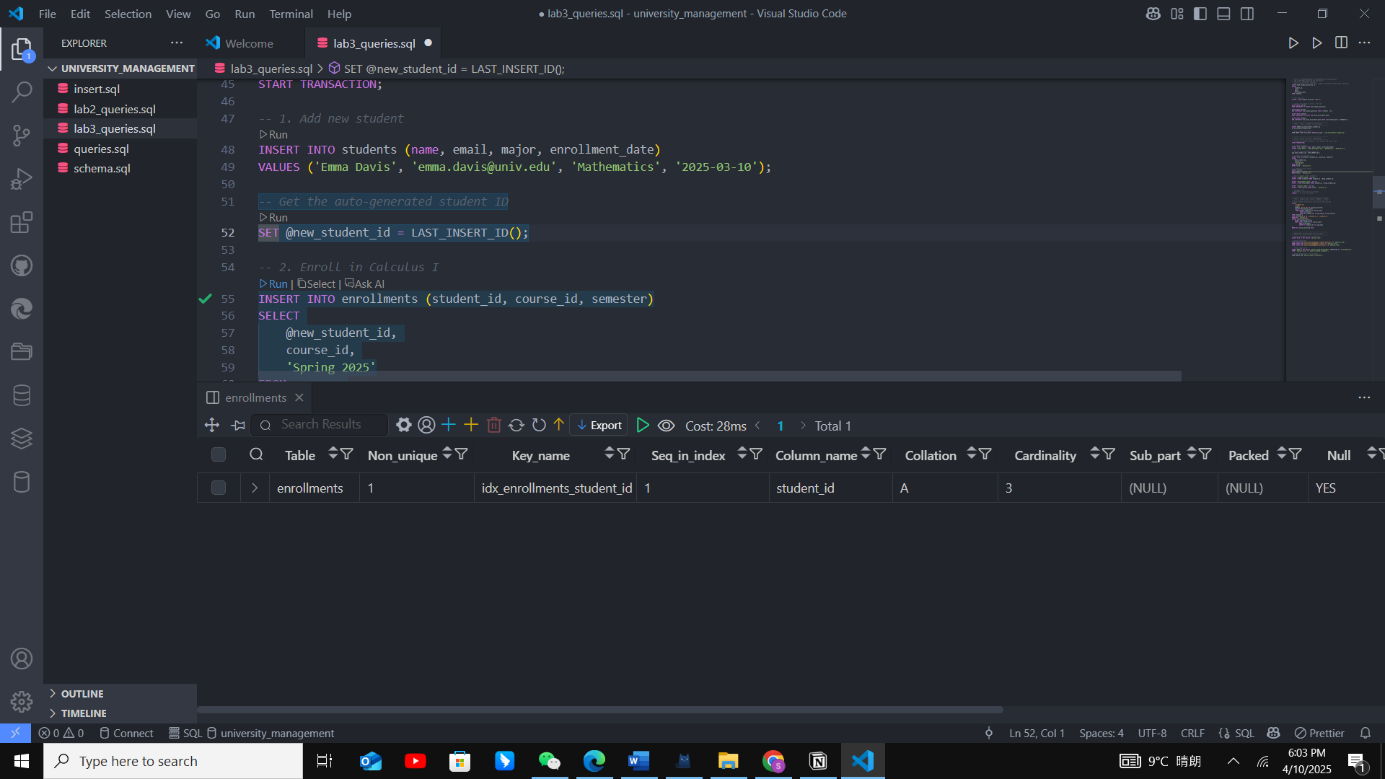 File Edit Selection View Go Run Terminal Help
● lab3_queries.sql - university_management - Visual Studio Code
EXPLORER
Welcome
lab3_queries.sql
UNIVERSITY_MANAGEMENT
insert.sql
lab2_queries.sql
lab3_queries.sql
queries.sql
schema.sql
lab3_queries.sql > SET @new_student_id = LAST_INSERT_ID();
45 START TRANSACTION;
46
47 -- 1. Add new student
Run
48 INSERT INTO students (name, email, major, enrollment_date)
49 VALUES ('Emma Davis', 'emma.davis@univ.edu', 'Mathematics', '2025-03-10');
50
51 -- Get the auto-generated student ID
Run
52 SET @new_student_id = LAST_INSERT_ID();
53
54 -- 2. Enroll in Calculus I
Run | Select | Ask AI
55 INSERT INTO enrollments (student_id, course_id, semester)
56 SELECT
57 @new_student_id,
58 course_id,
59 'Spring 2025'
enrollments
Search Results
Export
Cost: 28ms < 1 > Total 1
Table Non_unique Key_name Seq_in_index Column_name Collation Cardinality Sub_part Packed Null
enrollments 1 idx_enrollments_student_id 1 student_id A 3 (NULL) (NULL) YES
OUTLINE
TIMELINE
0 0 Connect SQL university_management
Ln 52, Col 1 Spaces: 4 UTF-8 CRLF {} SQL Prettier
Type here to search
9°C 晴朗
6:03 PM
4/10/2025
1